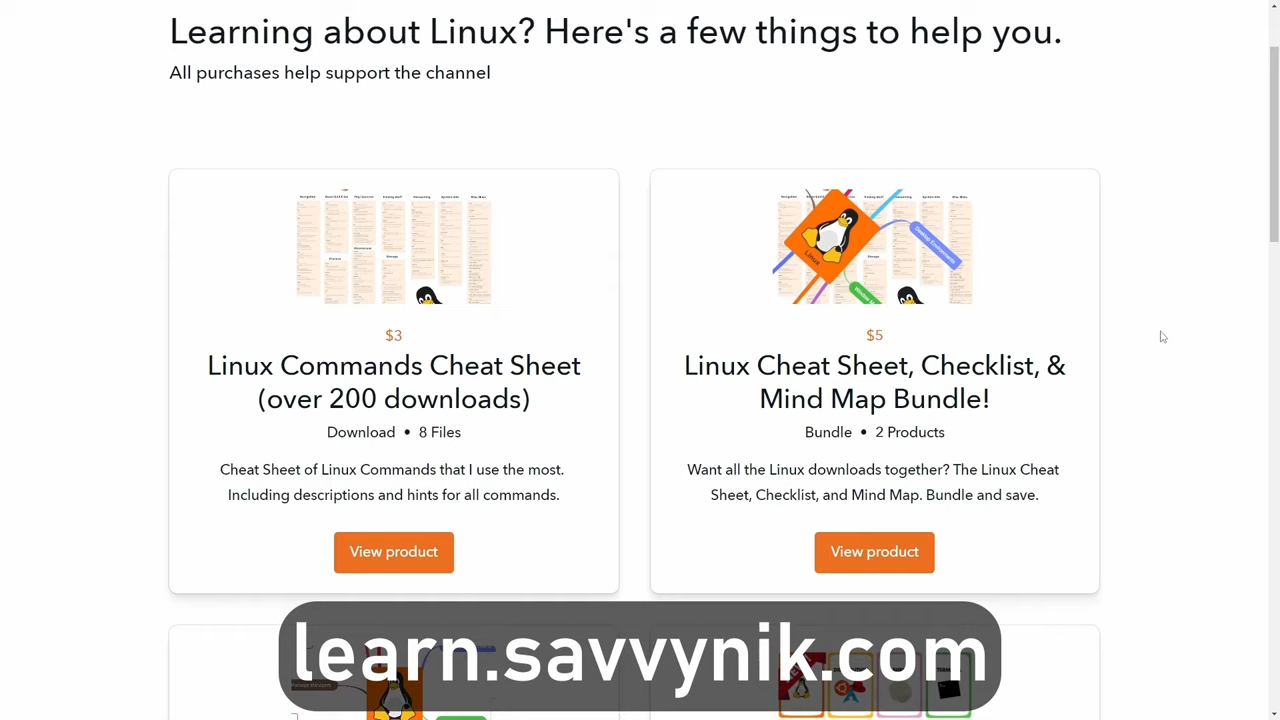 Learning about Linux? Here's a few things to help you.
All purchases help support the channel
$3
Linux Commands Cheat Sheet
(over 200 downloads)
Download • 8 Files
Cheat Sheet of Linux Commands that I use the most.
Including descriptions and hints for all commands.
View product
Linux
Desktop Environments
$5
Linux Cheat Sheet, Checklist, &
Mind Map Bundle!
Bundle • 2 Products
Want all the Linux downloads together? The Linux Cheat
Sheet, Checklist, and Mind Map. Bundle and save.
View product
learn.savvynik.com